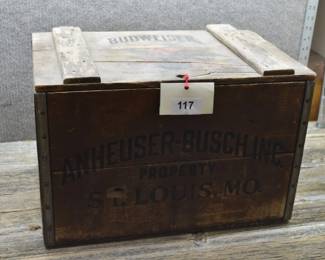 BUDWEISER
117
ANHEUSER-BUSCH, INC.
PROPERTY
ST. LOUIS, MO.